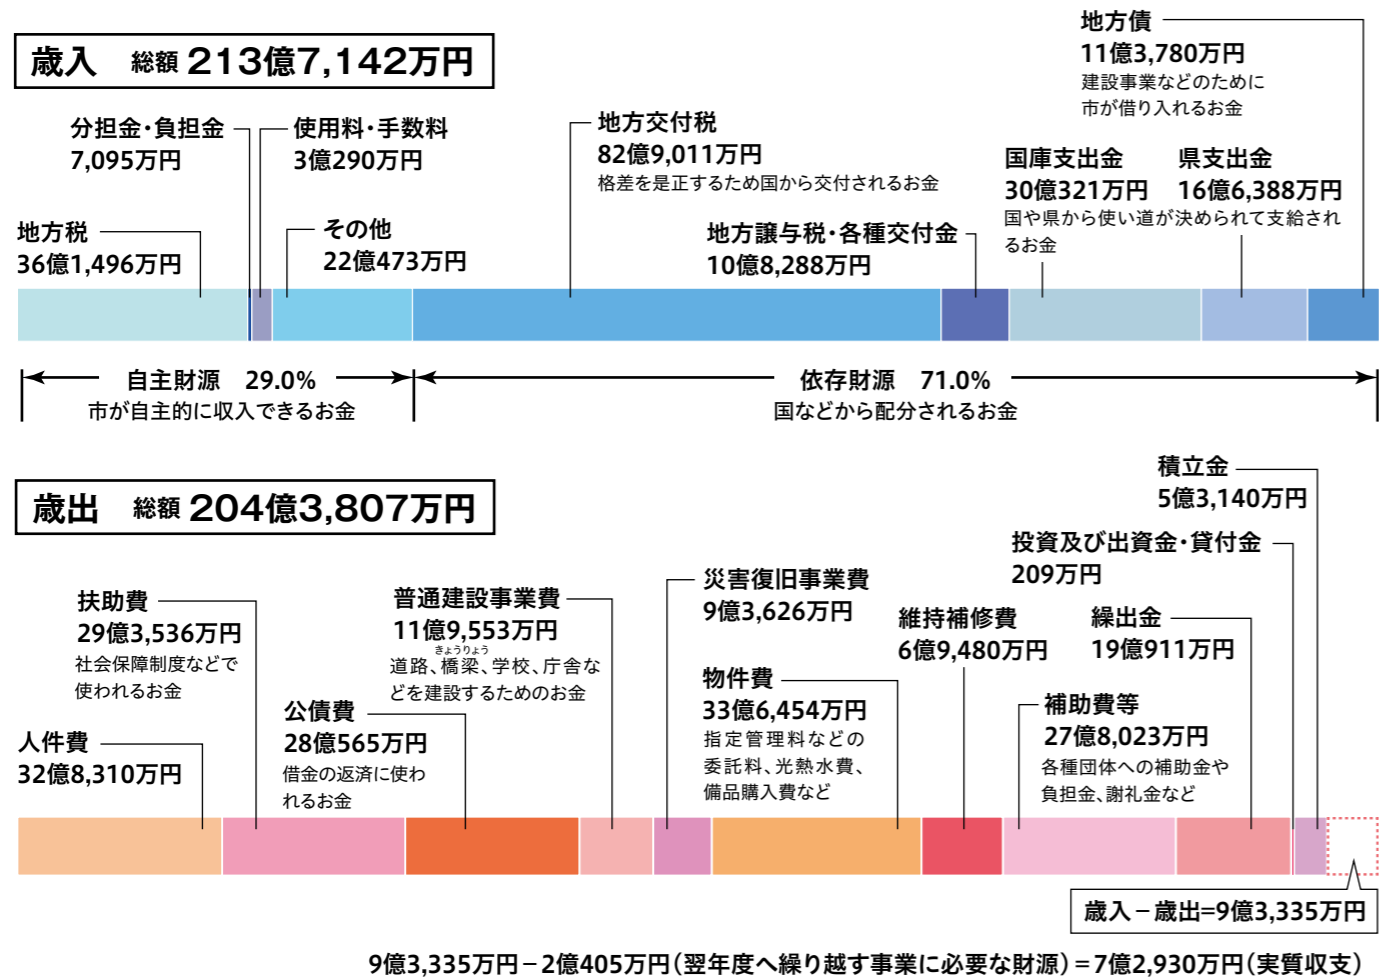 歳入 総額 213億7,142万円
地方債
11億3,780万円
建設事業などのために
市が借り入れるお金
分担金・負担金
7,095万円
使用料・手数料
3億290万円
地方交付税
82億9,011万円
格差を是正するため国から交付されるお金
国庫支出金
30億321万円
県支出金
16億6,388万円
国や県から使い道が決められて支給され
るお金
地方税
36億1,496万円
その他
22億473万円
地方譲与税・各種交付金
10億8,288万円
自主財源 29.0%
市が自主的に収入できるお金
依存財源 71.0%
国などから配分されるお金
歳出 総額 204億3,807万円
積立金
5億3,140万円
投資及び出資金・貸付金
209万円
扶助費
29億3,536万円
社会保障制度などで
使われるお金
普通建設事業費
11億9,553万円
きょうりょう
道路、橋梁、学校、庁舎な
どを建設するためのお金
災害復旧事業費
9億3,626万円
維持補修費
6億9,480万円
繰出金
19億911万円
人件費
32億8,310万円
公債費
28億565万円
借金の返済に使わ
れるお金
物件費
33億6,454万円
指定管理料などの
委託料、光熱水費、
備品購入費など
補助費等
27億8,023万円
各種団体への補助金や
負担金、謝礼金など
歳入－歳出=9億3,335万円
9億3,335万円－2億405万円(翌年度へ繰り越す事業に必要な財源)＝7億2,930万円(実質収支)